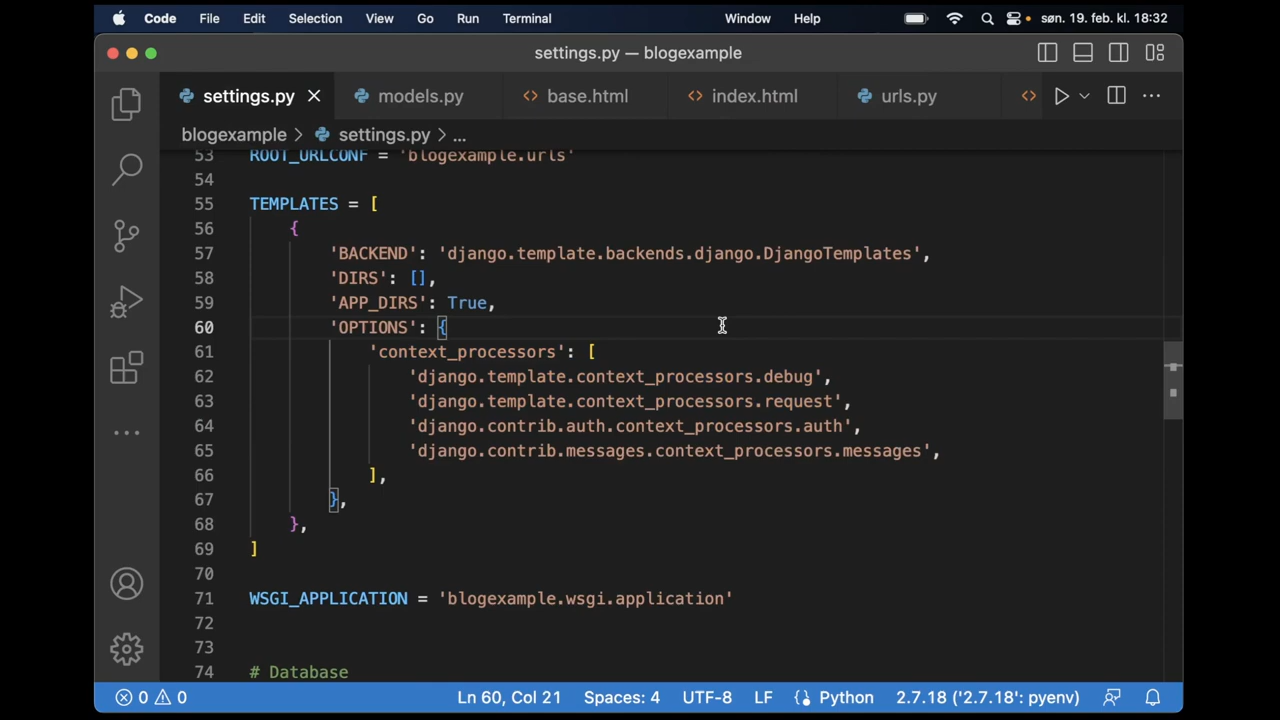 Code File Edit Selection View Go Run Terminal Window Help søn. 19. feb. kl. 18:32
settings.py — blogexample
settings.py models.py base.html index.html urls.py
blogexample > settings.py > ...
53 ROOT_URLCONF = 'blogexample.urls'
54
55 TEMPLATES = [
56 {
57 'BACKEND': 'django.template.backends.django.DjangoTemplates',
58 'DIRS': [],
59 'APP_DIRS': True,
60 'OPTIONS': {
61 'context_processors': [
62 'django.template.context_processors.debug',
63 'django.template.context_processors.request',
64 'django.contrib.auth.context_processors.auth',
65 'django.contrib.messages.context_processors.messages',
66 ],
67 },
68 },
69 ]
70
71 WSGI_APPLICATION = 'blogexample.wsgi.application'
72
73
74 # Database
0 0 Ln 60, Col 21 Spaces: 4 UTF-8 LF Python 2.7.18 ('2.7.18': pyenv)